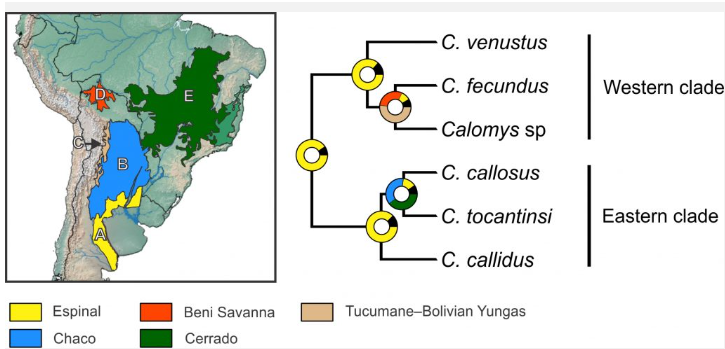 D
E
C
B
A
C. venustus
C. fecundus
Calomys sp
C. callosus
C. tocantinsi
C. callidus
Western clade
Eastern clade
Espinal
Beni Savanna
Tucumane–Bolivian Yungas
Chaco
Cerrado